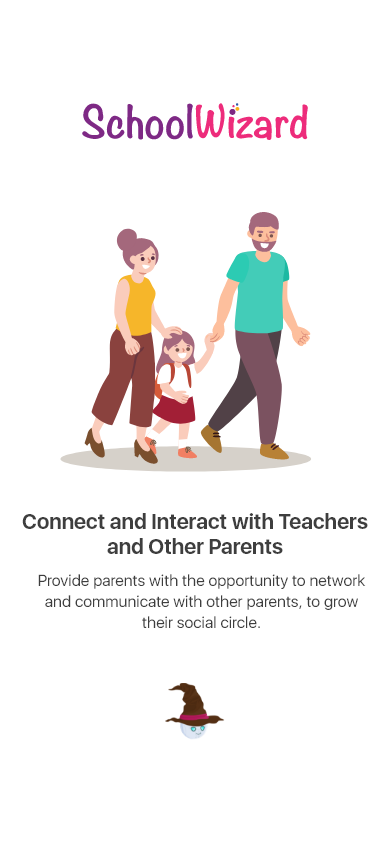 SchoolWizard
Connect and Interact with Teachers
and Other Parents
Provide parents with the opportunity to network
and communicate with other parents, to grow
their social circle.